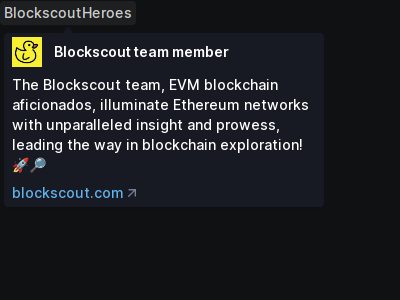 BlockscoutHeroes
Blockscout team member
The Blockscout team, EVM blockchain
aficionados, illuminate Ethereum networks
with unparalleled insight and prowess,
leading the way in blockchain exploration!
🚀🔎
blockscout.com